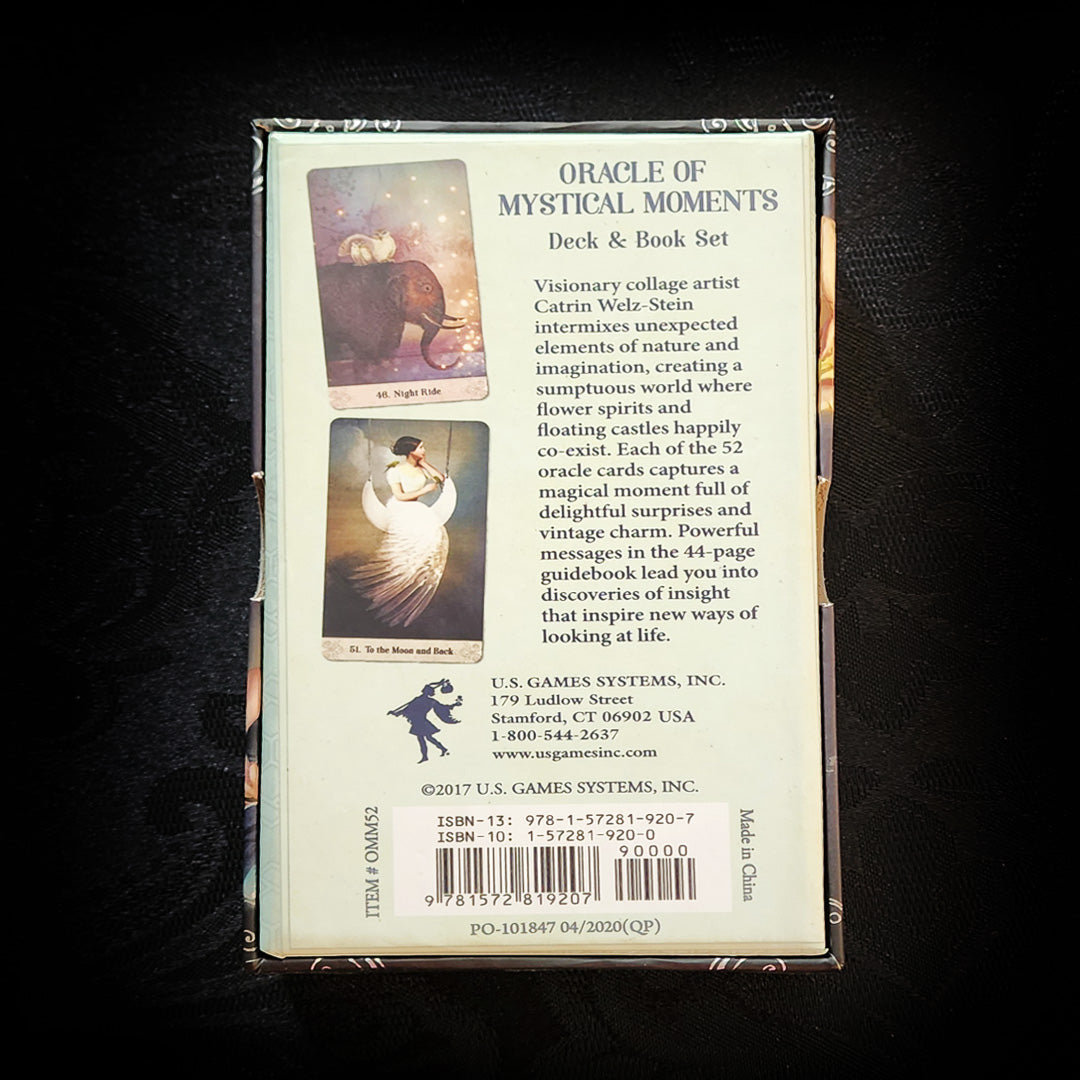 ORACLE OF
MYSTICAL MOMENTS
Deck & Book Set
Visionary collage artist
Catrin Welz-Stein
intermixes unexpected
elements of nature and
imagination, creating a
sumptuous world where
flower spirits and
floating castles happily
co-exist. Each of the 52
oracle cards captures a
magical moment full of
delightful surprises and
vintage charm. Powerful
messages in the 44-page
guidebook lead you into
discoveries of insight
that inspire new ways of
looking at life.
46. Night Ride
51. To the Moon and Back
U.S. GAMES SYSTEMS, INC.
179 Ludlow Street
Stamford, CT 06902 USA
1-800-544-2637
www.usgamesinc.com
©2017 U.S. GAMES SYSTEMS, INC.
ITEM # OMM52
ISBN-13: 978-1-57281-920-7
ISBN-10: 1-57281-920-0
90000
9 781572 819207
Made in China
PO-101847 04/2020(QP)